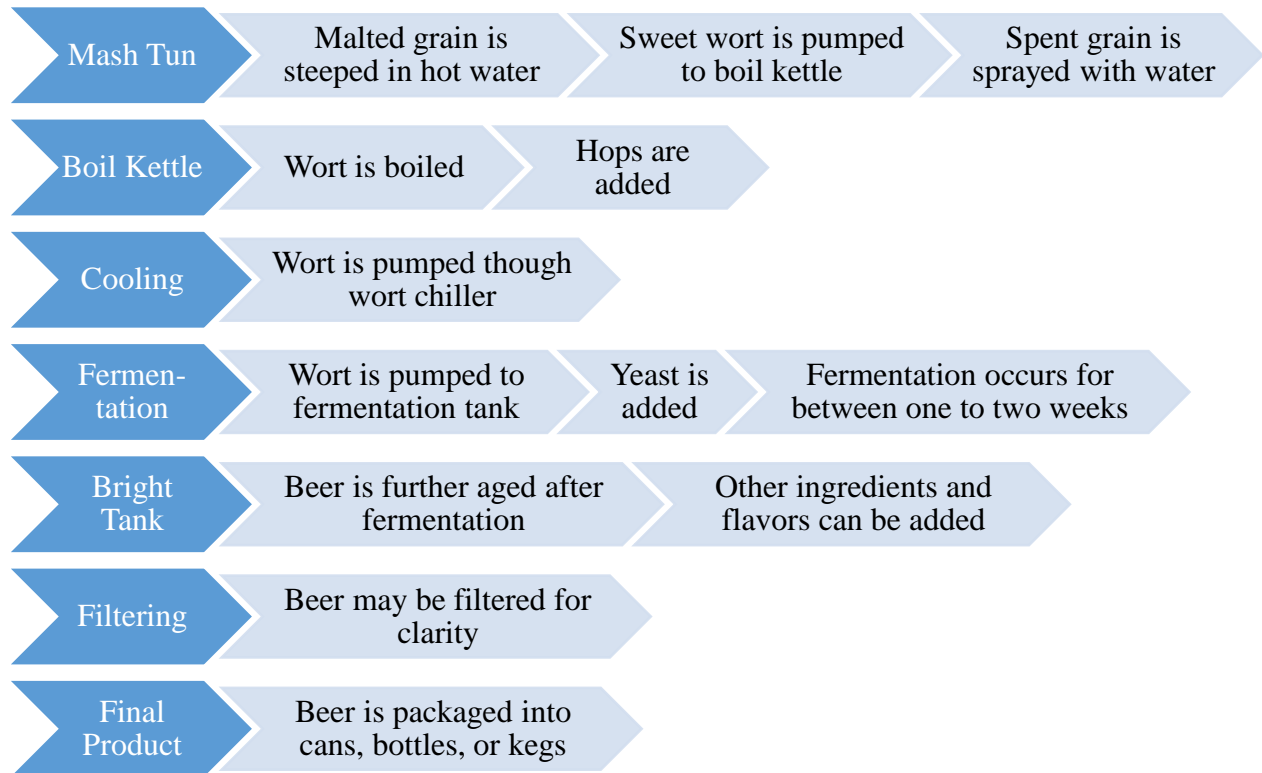 Mash Tun
Malted grain is
steeped in hot water
Sweet wort is pumped
to boil kettle
Spent grain is
sprayed with water
Boil Kettle
Wort is boiled
Hops are
added
Cooling
Wort is pumped though
wort chiller
Fermen-
tation
Wort is pumped to
fermentation tank
Yeast is
added
Fermentation occurs for
between one to two weeks
Bright
Tank
Beer is further aged after
fermentation
Other ingredients and
flavors can be added
Filtering
Beer may be filtered for
clarity
Final
Product
Beer is packaged into
cans, bottles, or kegs